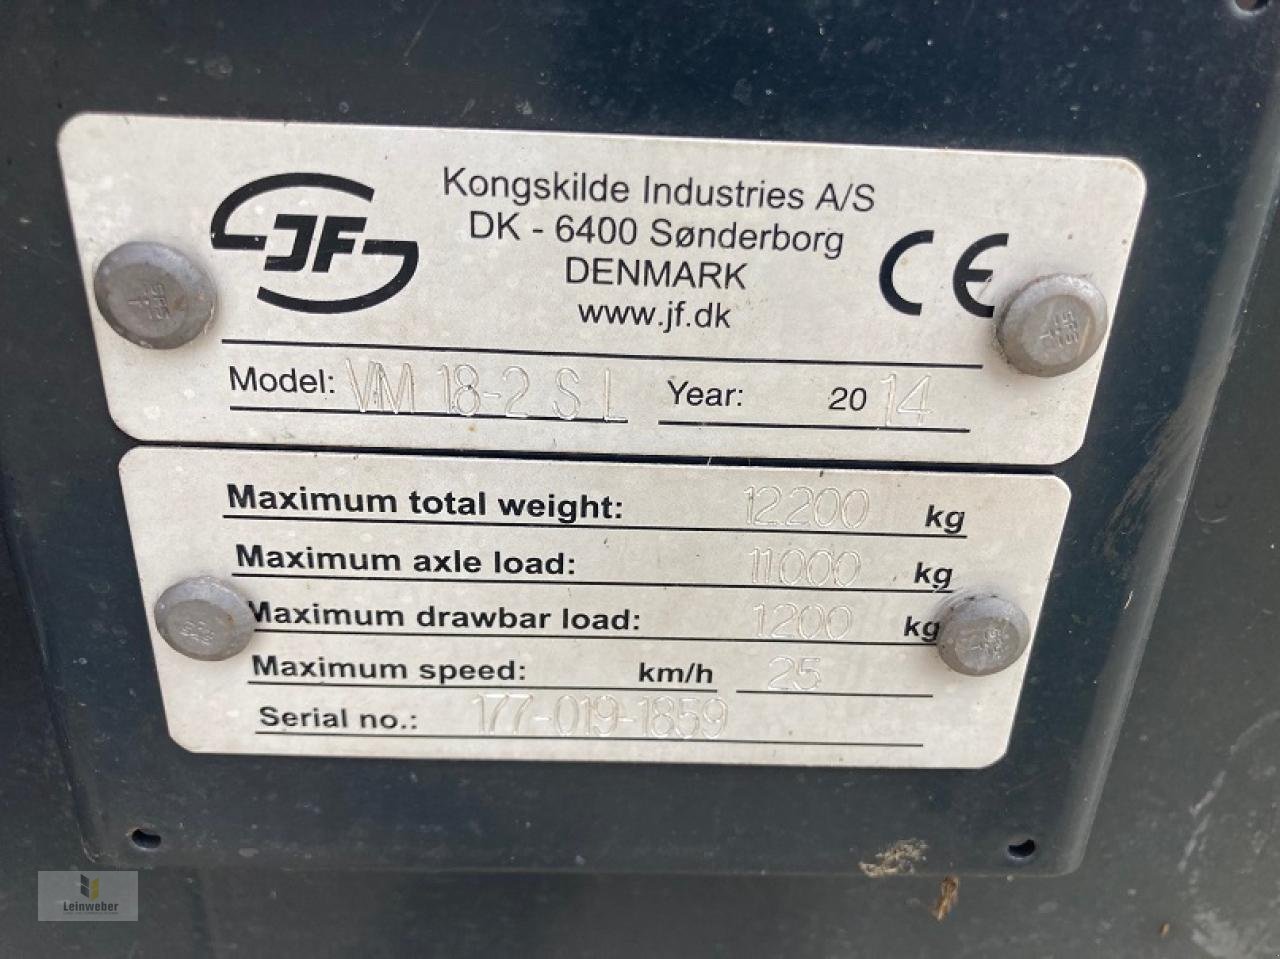 JF
Kongskilde Industries A/S
DK - 6400 Sønderborg
DENMARK
www.jf.dk
CE
Model: VM 18-2 S L Year: 2014
Maximum total weight: 12200 kg
Maximum axle load: 11000 kg
Maximum drawbar load: 1200 kg
Maximum speed: km/h 25
Serial no.: 177-019-1859
Leinweber